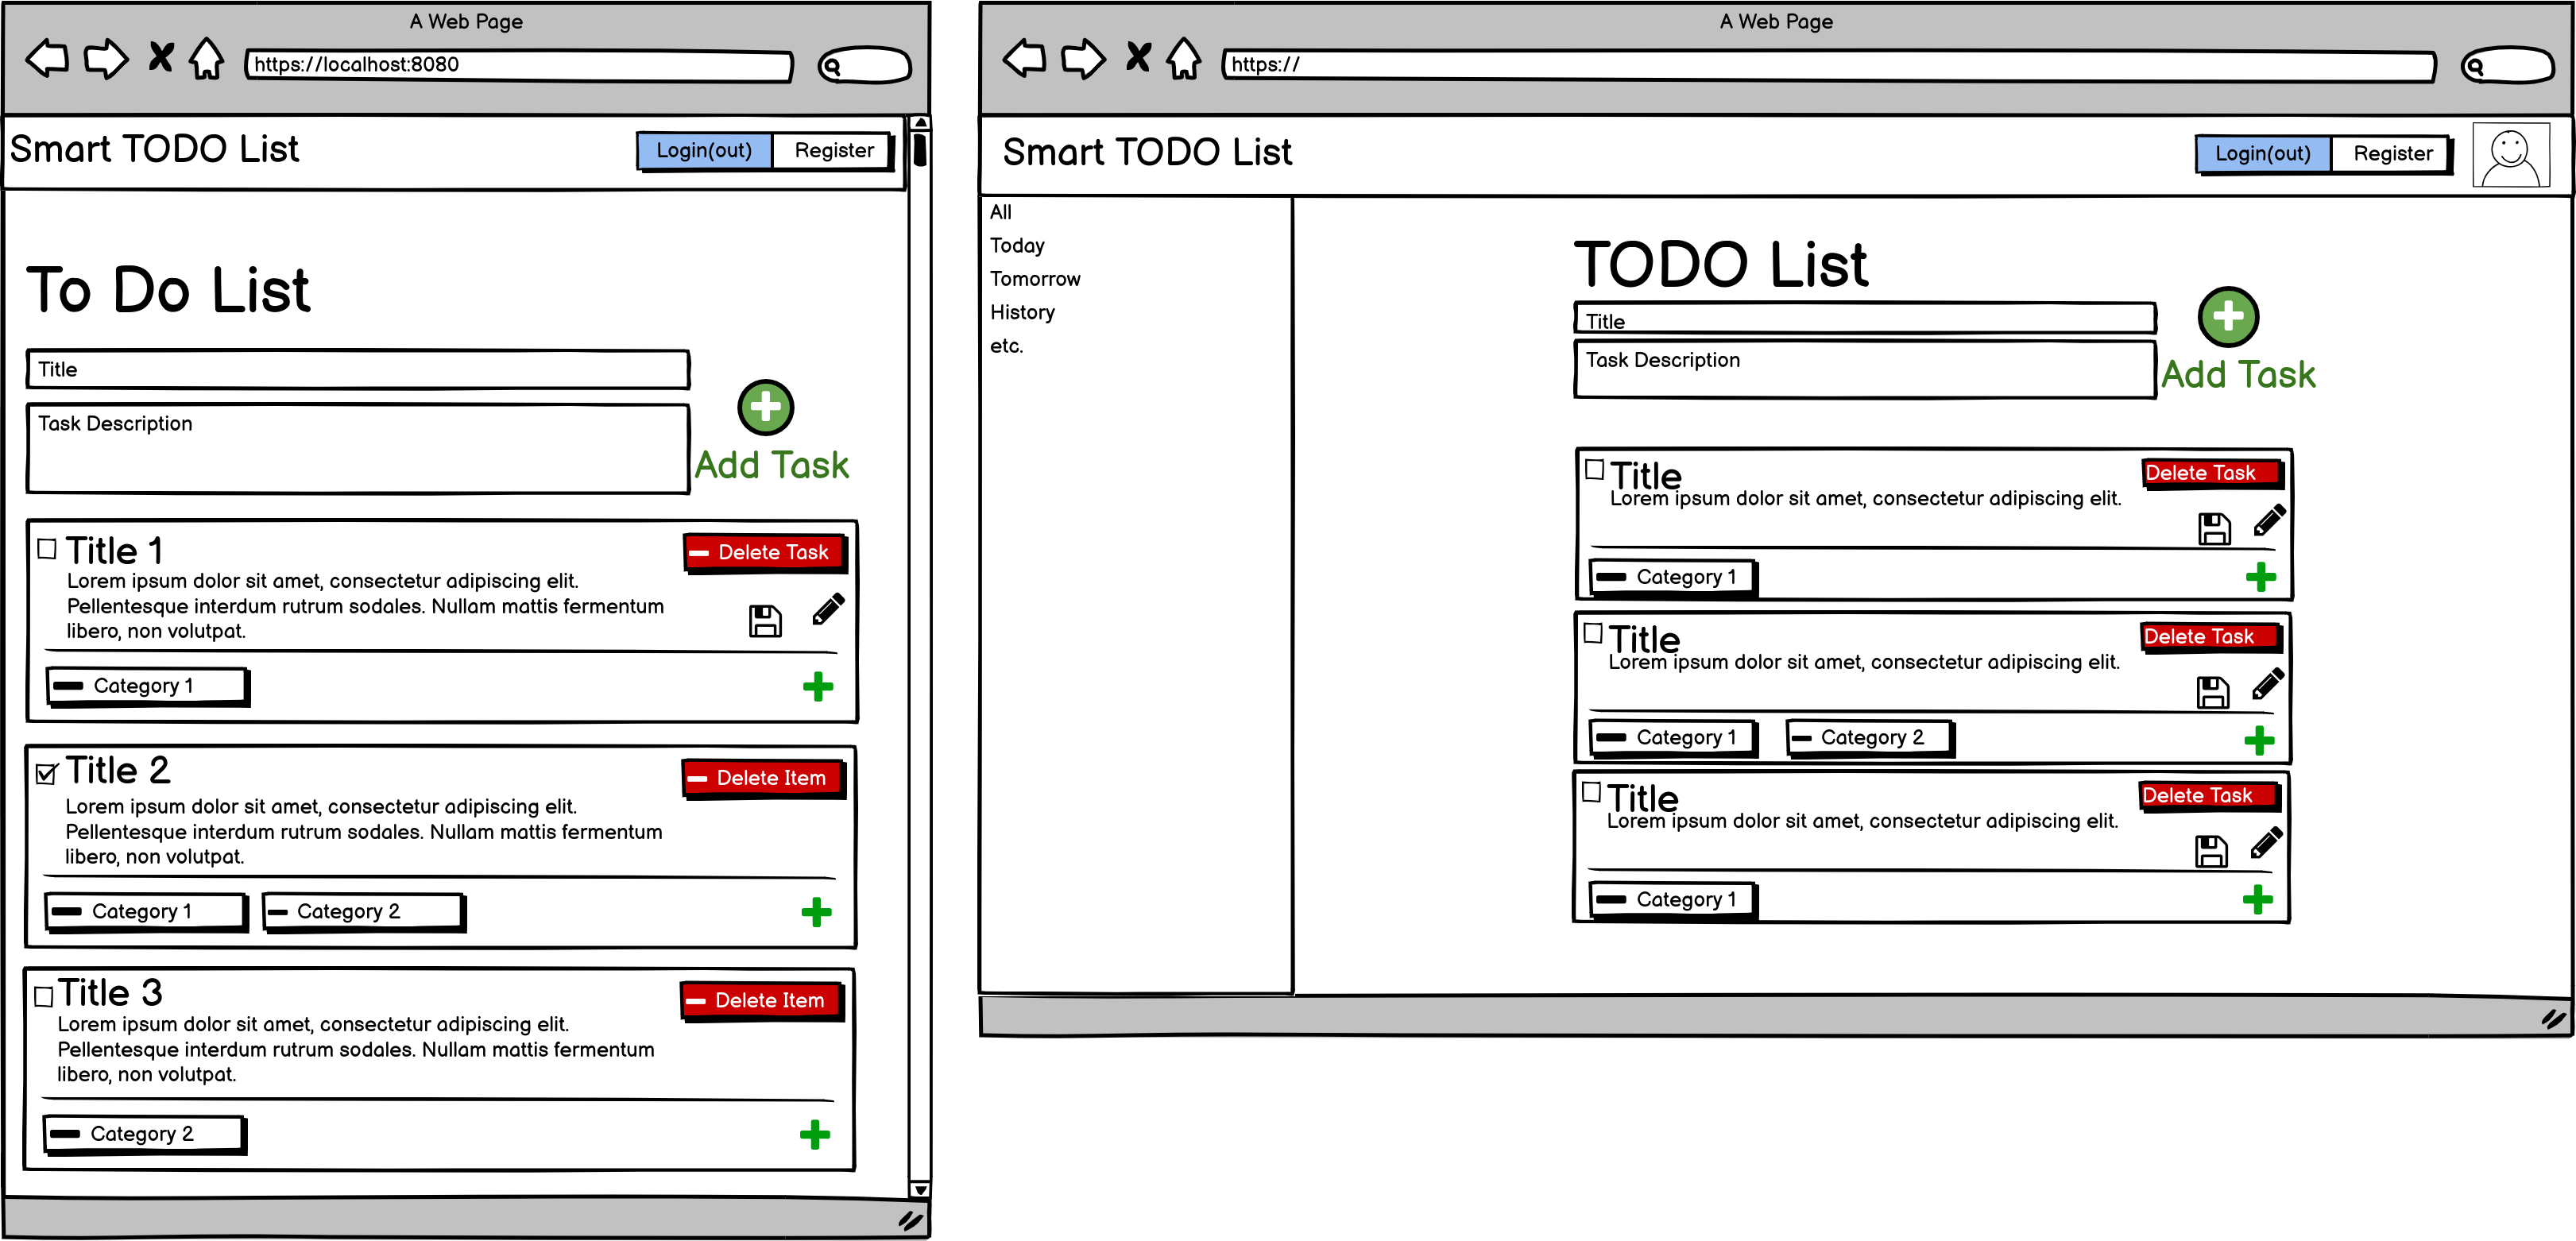 A Web Page
https://localhost:8080
Smart TODO List
Login(out)
Register
To Do List
Title
Task Description
Add Task
Title 1
Delete Task
Lorem ipsum dolor sit amet, consectetur adipiscing elit.
Pellentesque interdum rutrum sodales. Nullam mattis fermentum
libero, non volutpat.
Category 1
Title 2
Delete Item
Lorem ipsum dolor sit amet, consectetur adipiscing elit.
Pellentesque interdum rutrum sodales. Nullam mattis fermentum
libero, non volutpat.
Category 1
Category 2
Title 3
Delete Item
Lorem ipsum dolor sit amet, consectetur adipiscing elit.
Pellentesque interdum rutrum sodales. Nullam mattis fermentum
libero, non volutpat.
Category 2
A Web Page
https://
Smart TODO List
Login(out)
Register
All
Today
Tomorrow
History
etc.
TODO List
Title
Task Description
Add Task
Title
Delete Task
Lorem ipsum dolor sit amet, consectetur adipiscing elit.
Category 1
Title
Delete Task
Lorem ipsum dolor sit amet, consectetur adipiscing elit.
Category 1
Category 2
Title
Delete Task
Lorem ipsum dolor sit amet, consectetur adipiscing elit.
Category 1